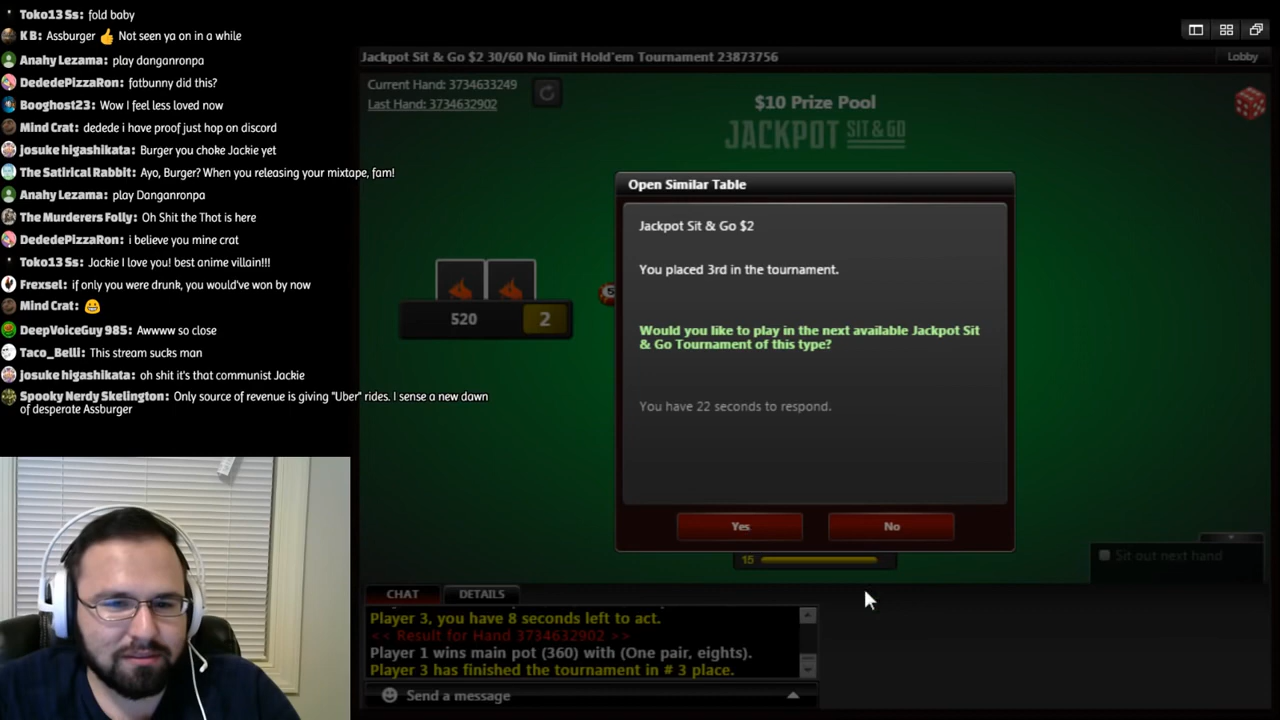 Toko13 Ss: fold baby
K B: Assburger 👍 Not seen ya on in a while
Anahy Lezama: play danganronpa
DededePizzaRon: fatbunny did this?
Booghost23: Wow I feel less loved now
Mind Crat: dedede i have proof just hop on discord
josuke higashikata: Burger you choke Jackie yet
The Satirical Rabbit: Ayo, Burger? When you releasing your mixtape, fam!
Anahy Lezama: play Danganronpa
The Murderers Folly: Oh Shit the Thot is here
DededePizzaRon: i believe you mine crat
Toko13 Ss: Jackie I love you! best anime villain!!!
Frexsel: if only you were drunk, you would've won by now
Mind Crat: 😀
DeepVoiceGuy 985: Awwww so close
Taco_Belli: This stream sucks man
josuke higashikata: oh shit it's that communist Jackie
Spooky Nerdy Skelington: Only source of revenue is giving "Uber" rides. I sense a new dawn
of desperate Assburger
Jackpot Sit & Go $2 30/60 No limit Hold'em Tournament 23873756
Lobby
Current Hand: 3734633249
Last Hand: 3734632902
$10 Prize Pool
JACKPOT SIT & GO
Open Similar Table
Jackpot Sit & Go $2
You placed 3rd in the tournament.
Would you like to play in the next available Jackpot Sit
& Go Tournament of this type?
You have 22 seconds to respond.
Yes
No
520
2
15
Sit out next hand
CHAT
DETAILS
Player 3, you have 8 seconds left to act.
<< Result for Hand 3734632902 >>
Player 1 wins main pot (360) with (One pair, eights).
Player 3 has finished the tournament in # 3 place.
Send a message